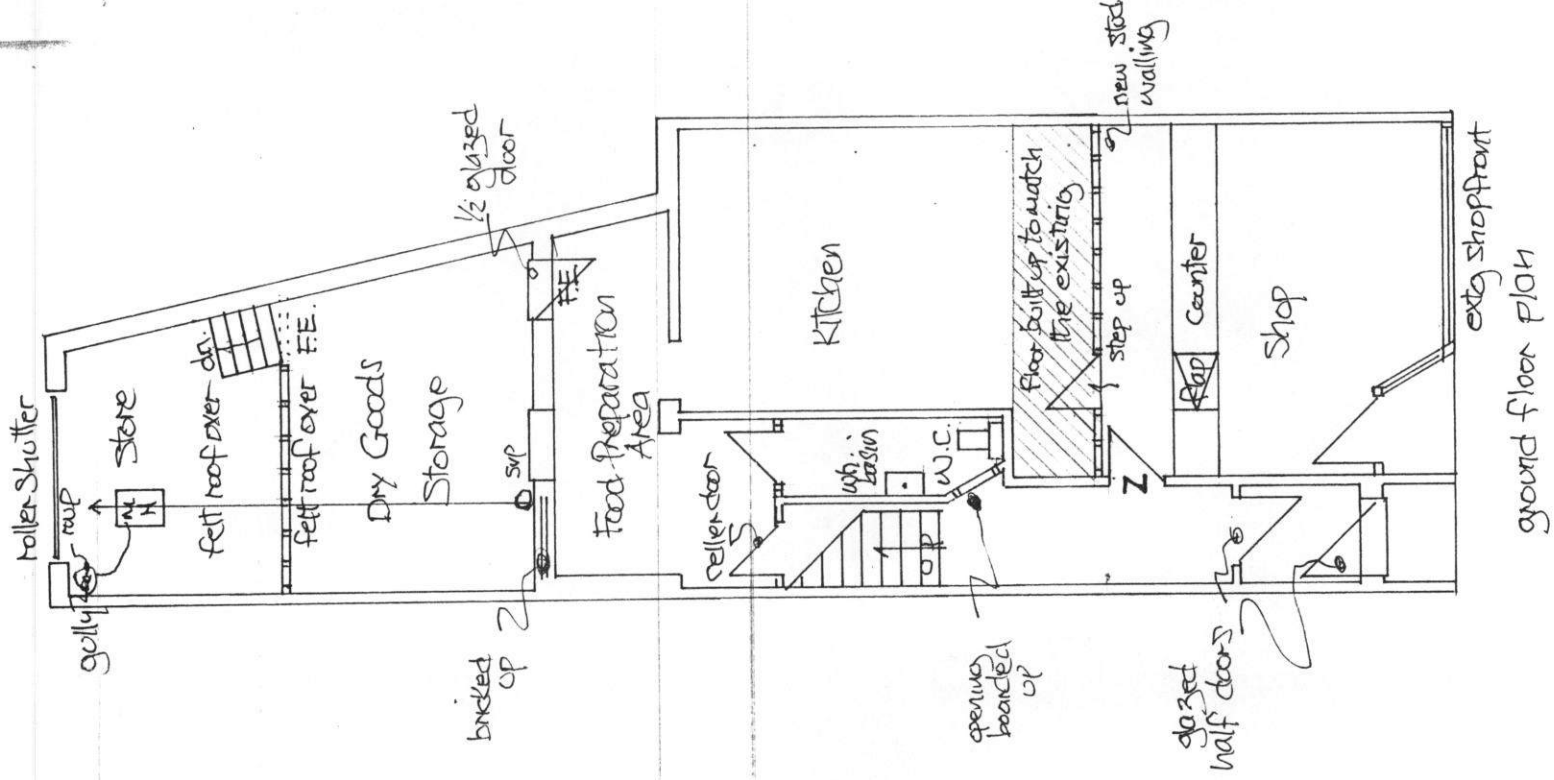 roller shutter
gully
rwp
M
H
Store
felt roof over
dn.
felt roof over
F.E.
Dry Goods
Storage
svp
1/2 glazed
door
F.E.
bricked
up
Food Preparation
Area
cellar door
Kitchen
wh.
basin
W.C.
UP
opening
boarded
up
floor built up to match
the existing
new stud
walling
step up
Z
Flap
Counter
Shop
glazed
half doors
extg shopfront
ground floor plan